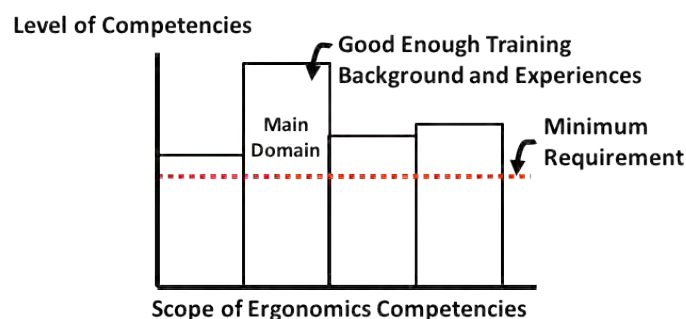 Level of Competencies
Good Enough Training
Background and Experiences
Main
Domain
Minimum
Requirement
Scope of Ergonomics Competencies